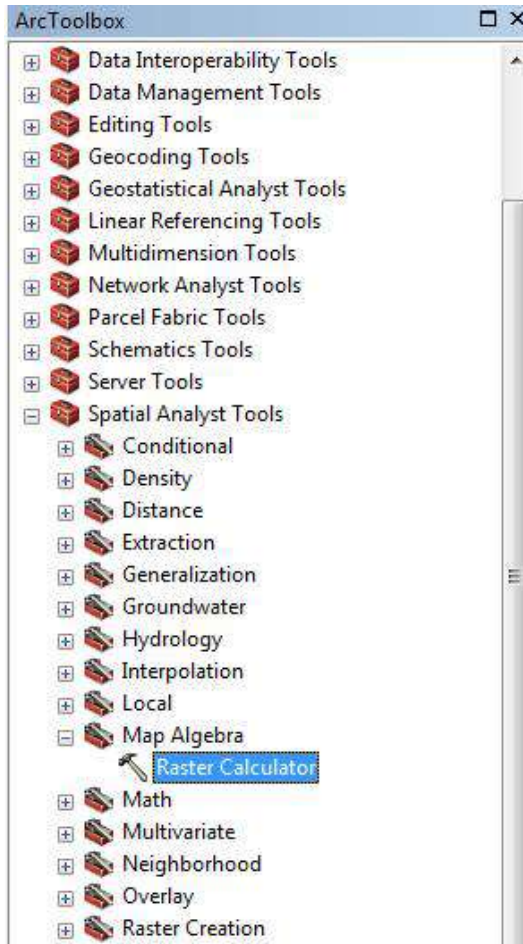 ArcToolbox
Data Interoperability Tools
Data Management Tools
Editing Tools
Geocoding Tools
Geostatistical Analyst Tools
Linear Referencing Tools
Multidimension Tools
Network Analyst Tools
Parcel Fabric Tools
Schematics Tools
Server Tools
Spatial Analyst Tools
Conditional
Density
Distance
Extraction
Generalization
Groundwater
Hydrology
Interpolation
Local
Map Algebra
Raster Calculator
Math
Multivariate
Neighborhood
Overlay
Raster Creation